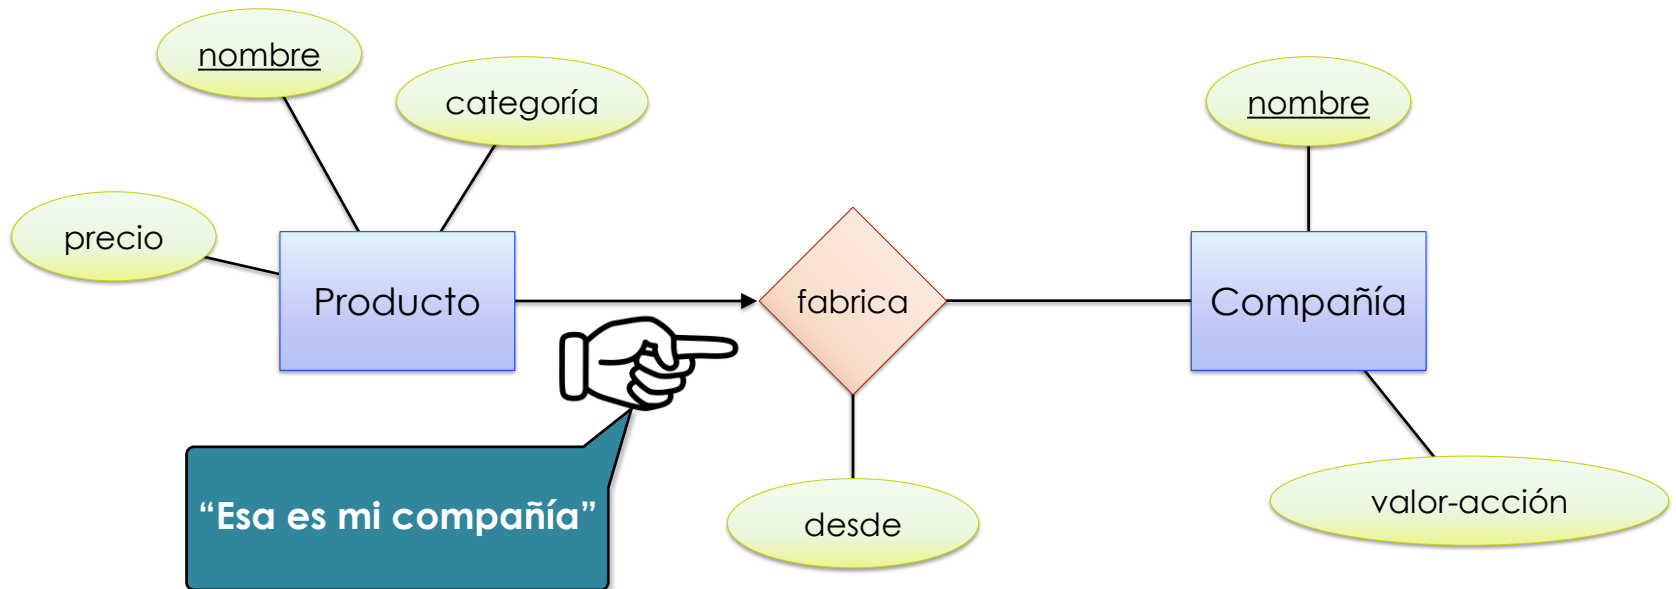 nombre
categoría
nombre
precio
Producto
fabrica
Compañía
“Esa es mi compañía”
desde
valor-acción